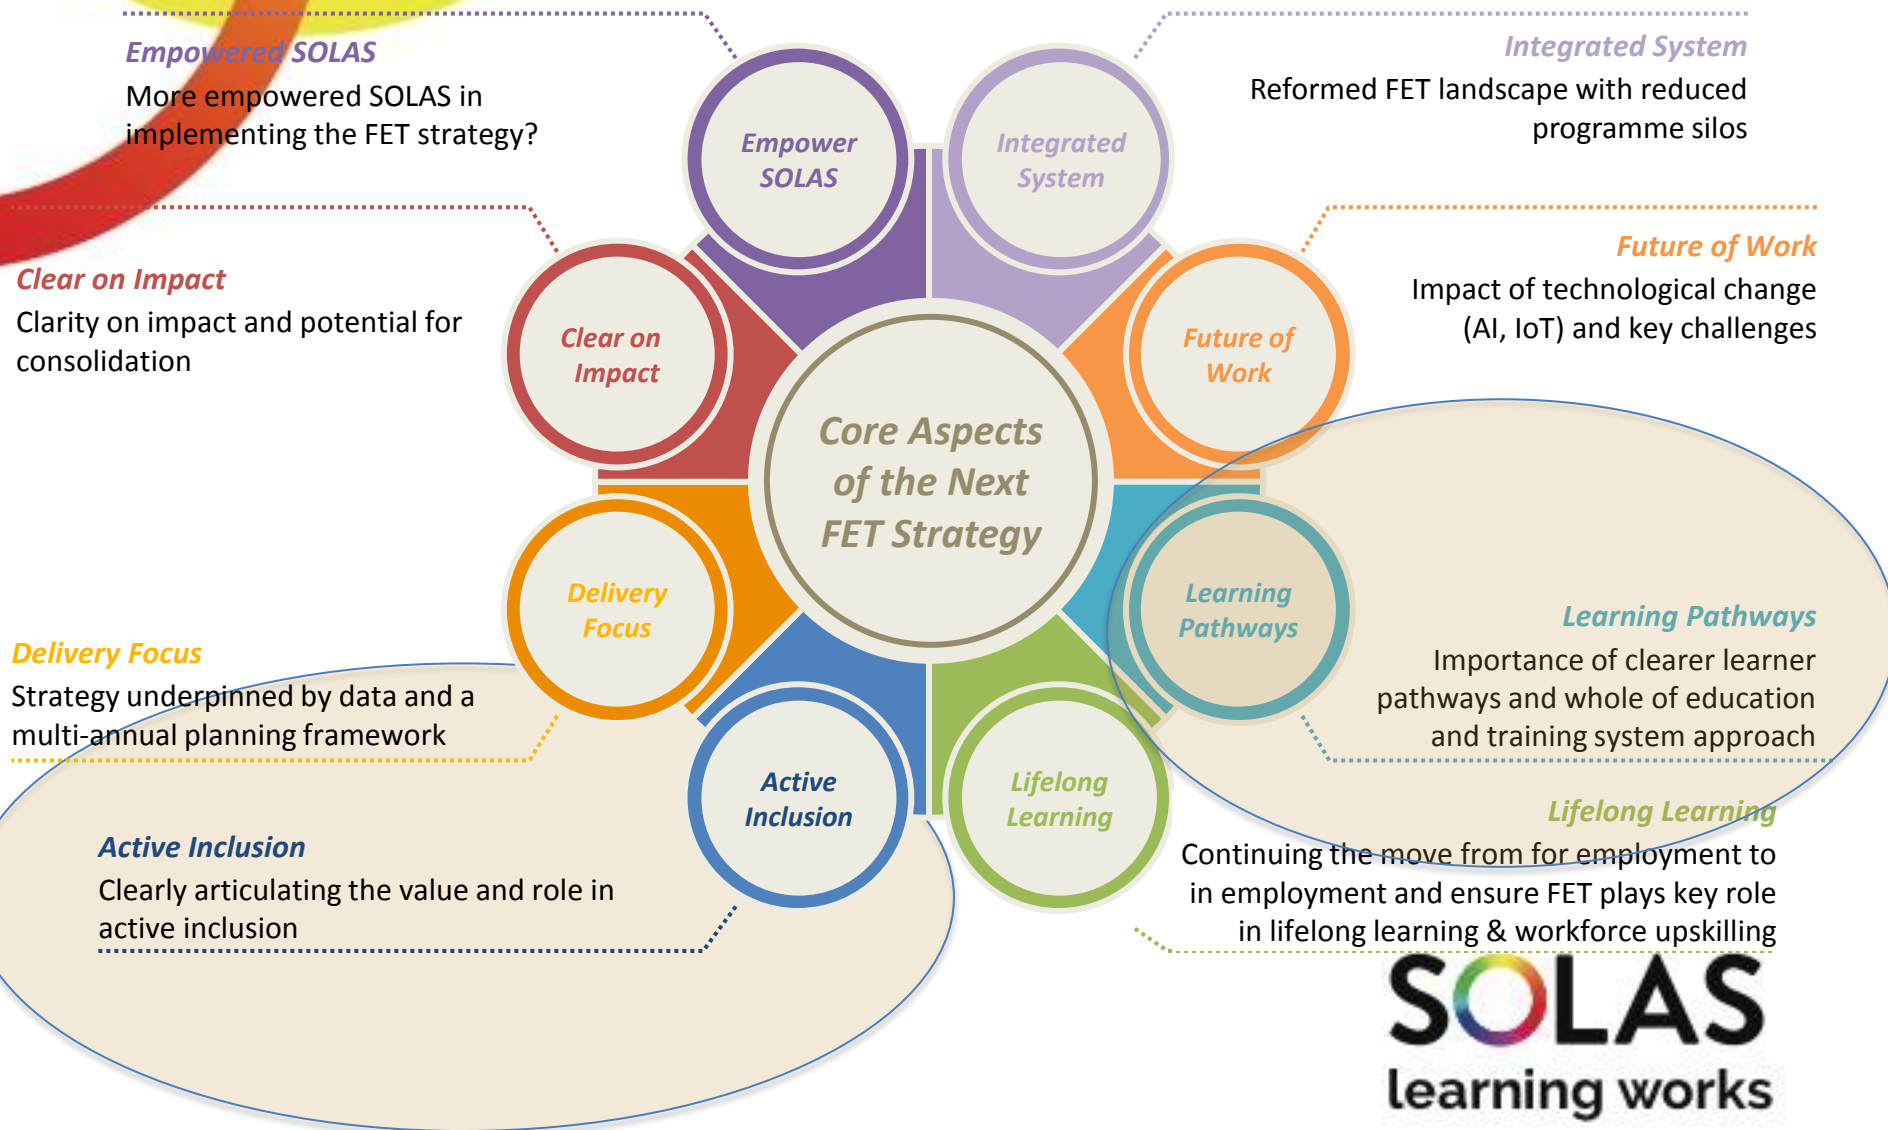 Empowered SOLAS
More empowered SOLAS in
implementing the FET strategy?
Integrated System
Reformed FET landscape with reduced
programme silos
Empower
SOLAS
Integrated
System
Clear on Impact
Clarity on impact and potential for
consolidation
Future of Work
Impact of technological change
(AI, IoT) and key challenges
Clear on
Impact
Future of
Work
Core Aspects
of the Next
FET Strategy
Delivery
Focus
Learning
Pathways
Delivery Focus
Strategy underpinned by data and a
multi-annual planning framework
Learning Pathways
Importance of clearer learner
pathways and whole of education
and training system approach
Active
Inclusion
Lifelong
Learning
Active Inclusion
Clearly articulating the value and role in
active inclusion
Lifelong Learning
Continuing the move from for employment to
in employment and ensure FET plays key role
in lifelong learning & workforce upskilling
SOLAS
learning works